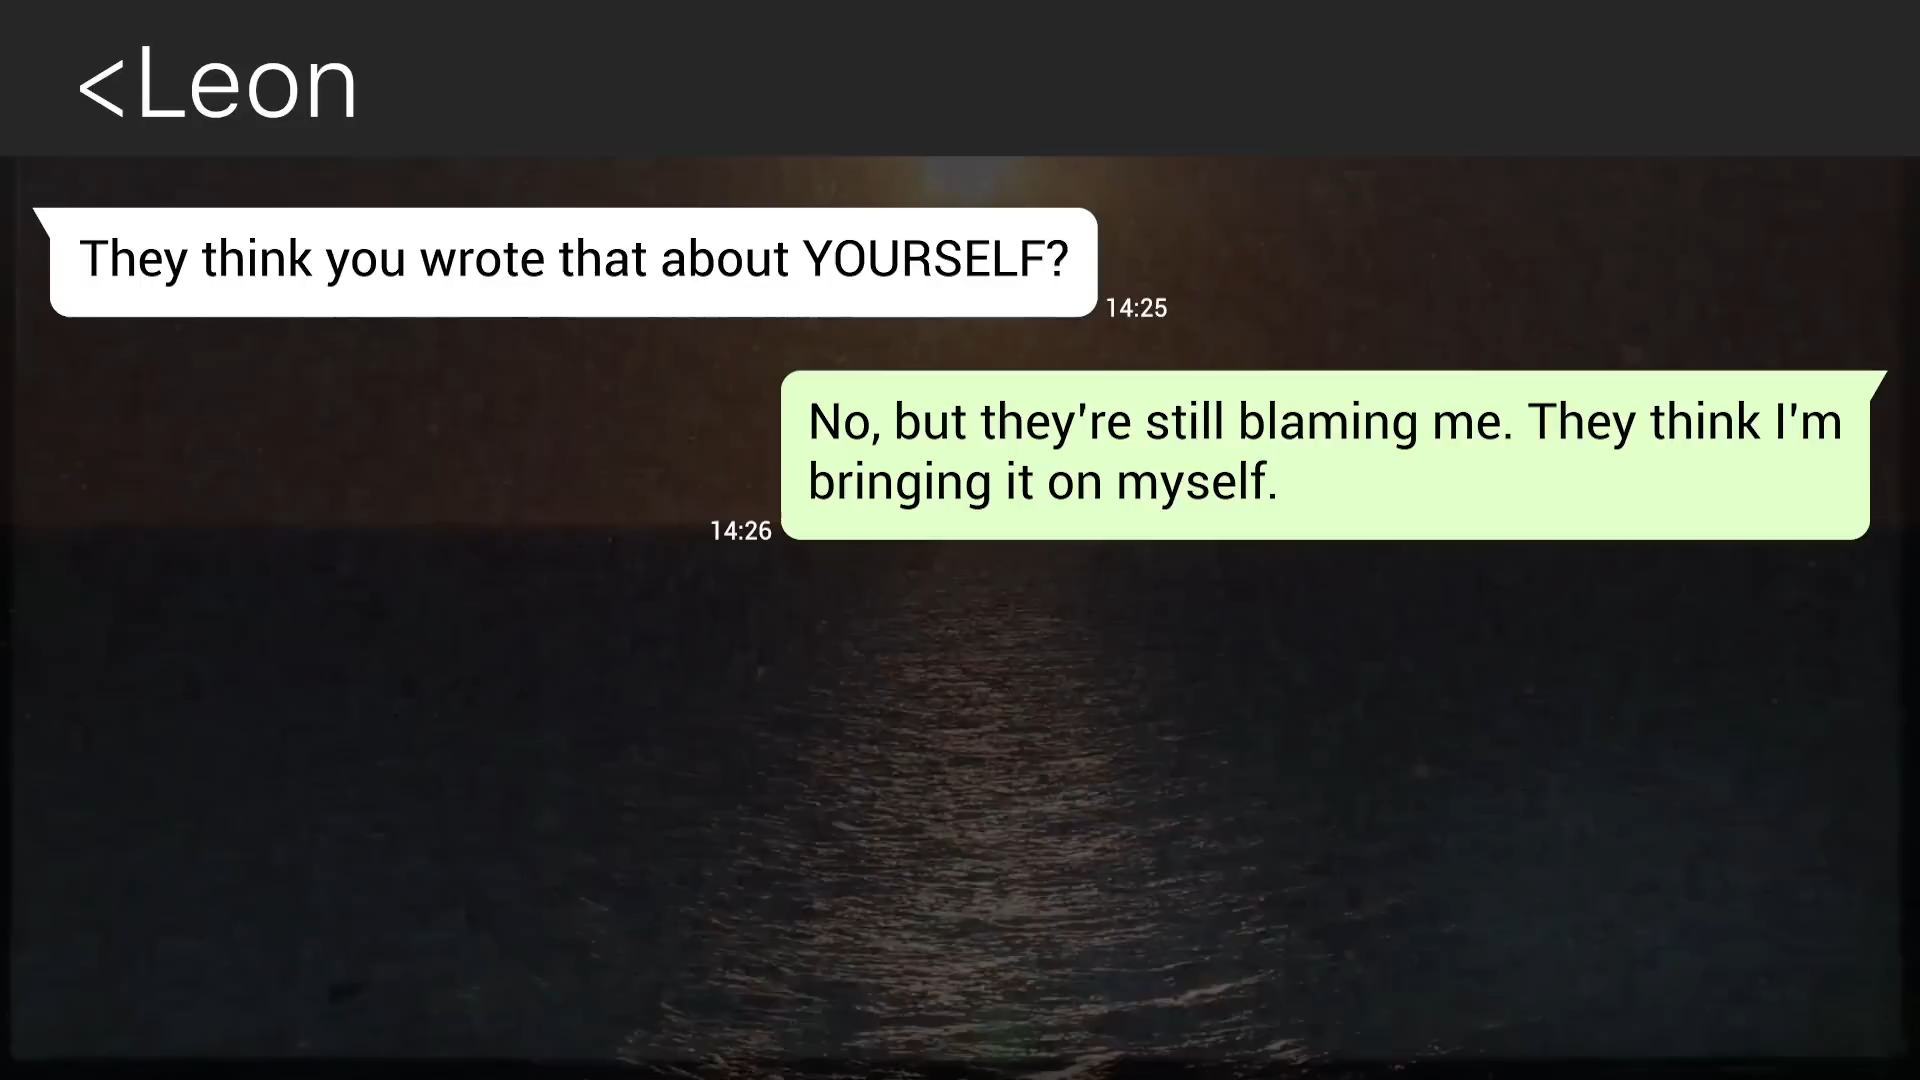 <Leon
They think you wrote that about YOURSELF?
14:25
No, but they're still blaming me. They think I'm
bringing it on myself.
14:26